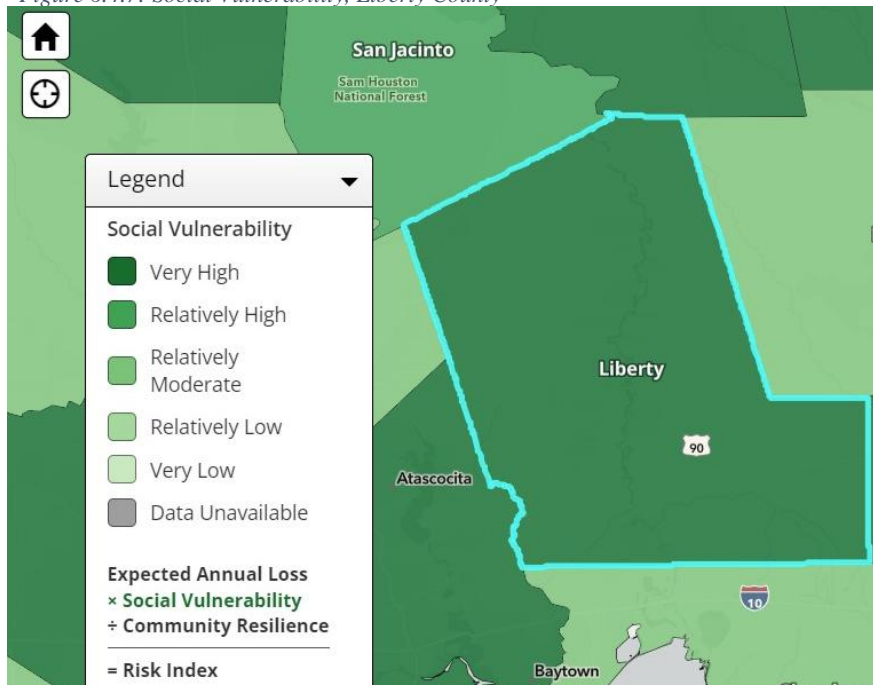 San Jacinto
Sam Houston
National Forest
Legend
Social Vulnerability
Very High
Relatively High
Relatively
Moderate
Relatively Low
Very Low
Data Unavailable
Expected Annual Loss
× Social Vulnerability
÷ Community Resilience
= Risk Index
Liberty
90
Atascocita
10
Baytown